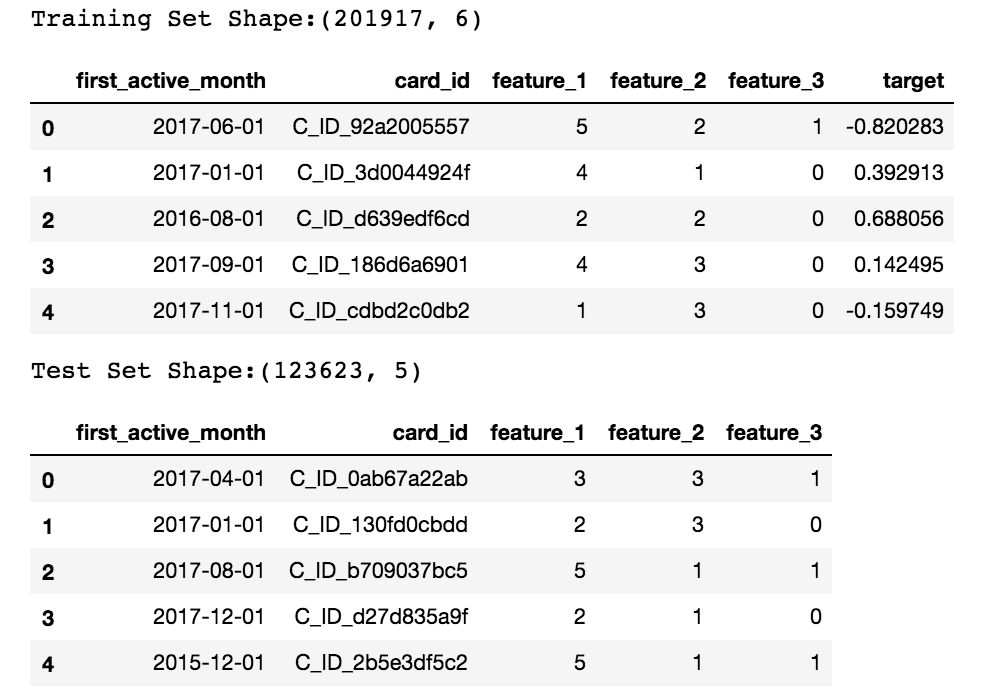 Training Set Shape:(201917, 6)
first_active_month card_id feature_1 feature_2 feature_3 target
0 2017-06-01 C_ID_92a2005557 5 2 1 -0.820283
1 2017-01-01 C_ID_3d0044924f 4 1 0 0.392913
2 2016-08-01 C_ID_d639edf6cd 2 2 0 0.688056
3 2017-09-01 C_ID_186d6a6901 4 3 0 0.142495
4 2017-11-01 C_ID_cdbd2c0db2 1 3 0 -0.159749
Test Set Shape:(123623, 5)
first_active_month card_id feature_1 feature_2 feature_3
0 2017-04-01 C_ID_0ab67a22ab 3 3 1
1 2017-01-01 C_ID_130fd0cbdd 2 3 0
2 2017-08-01 C_ID_b709037bc5 5 1 1
3 2017-12-01 C_ID_d27d835a9f 2 1 0
4 2015-12-01 C_ID_2b5e3df5c2 5 1 1